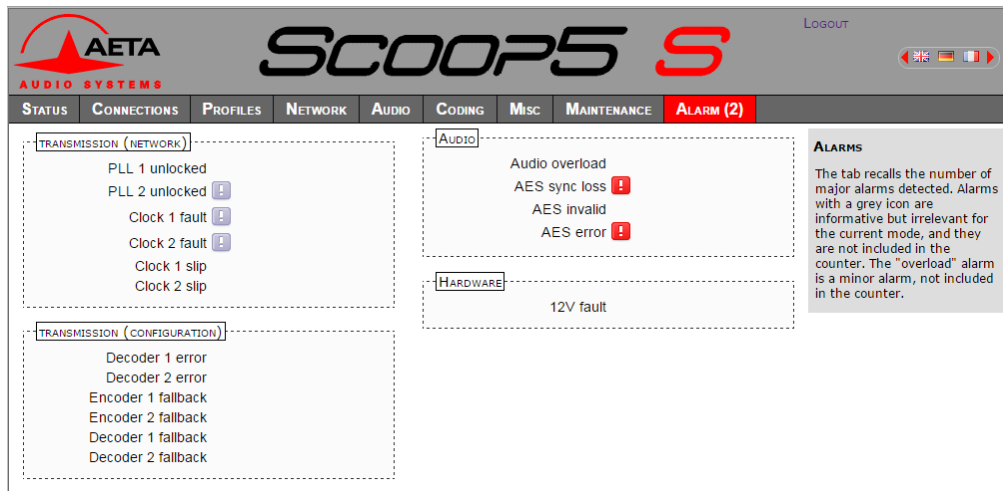 AETA
AUDIO SYSTEMS
SCOOP5 S
LOGOUT
STATUS CONNECTIONS PROFILES NETWORK AUDIO CODING MISC MAINTENANCE ALARM (2)
TRANSMISSION (NETWORK)
PLL 1 unlocked
PLL 2 unlocked !
Clock 1 fault !
Clock 2 fault !
Clock 1 slip
Clock 2 slip
TRANSMISSION (CONFIGURATION)
Decoder 1 error
Decoder 2 error
Encoder 1 fallback
Encoder 2 fallback
Decoder 1 fallback
Decoder 2 fallback
AUDIO
Audio overload
AES sync loss !
AES invalid
AES error !
HARDWARE
12V fault
ALARMS
The tab recalls the number of
major alarms detected. Alarms
with a grey icon are
informative but irrelevant for
the current mode, and they
are not included in the
counter. The "overload" alarm
is a minor alarm, not included
in the counter.